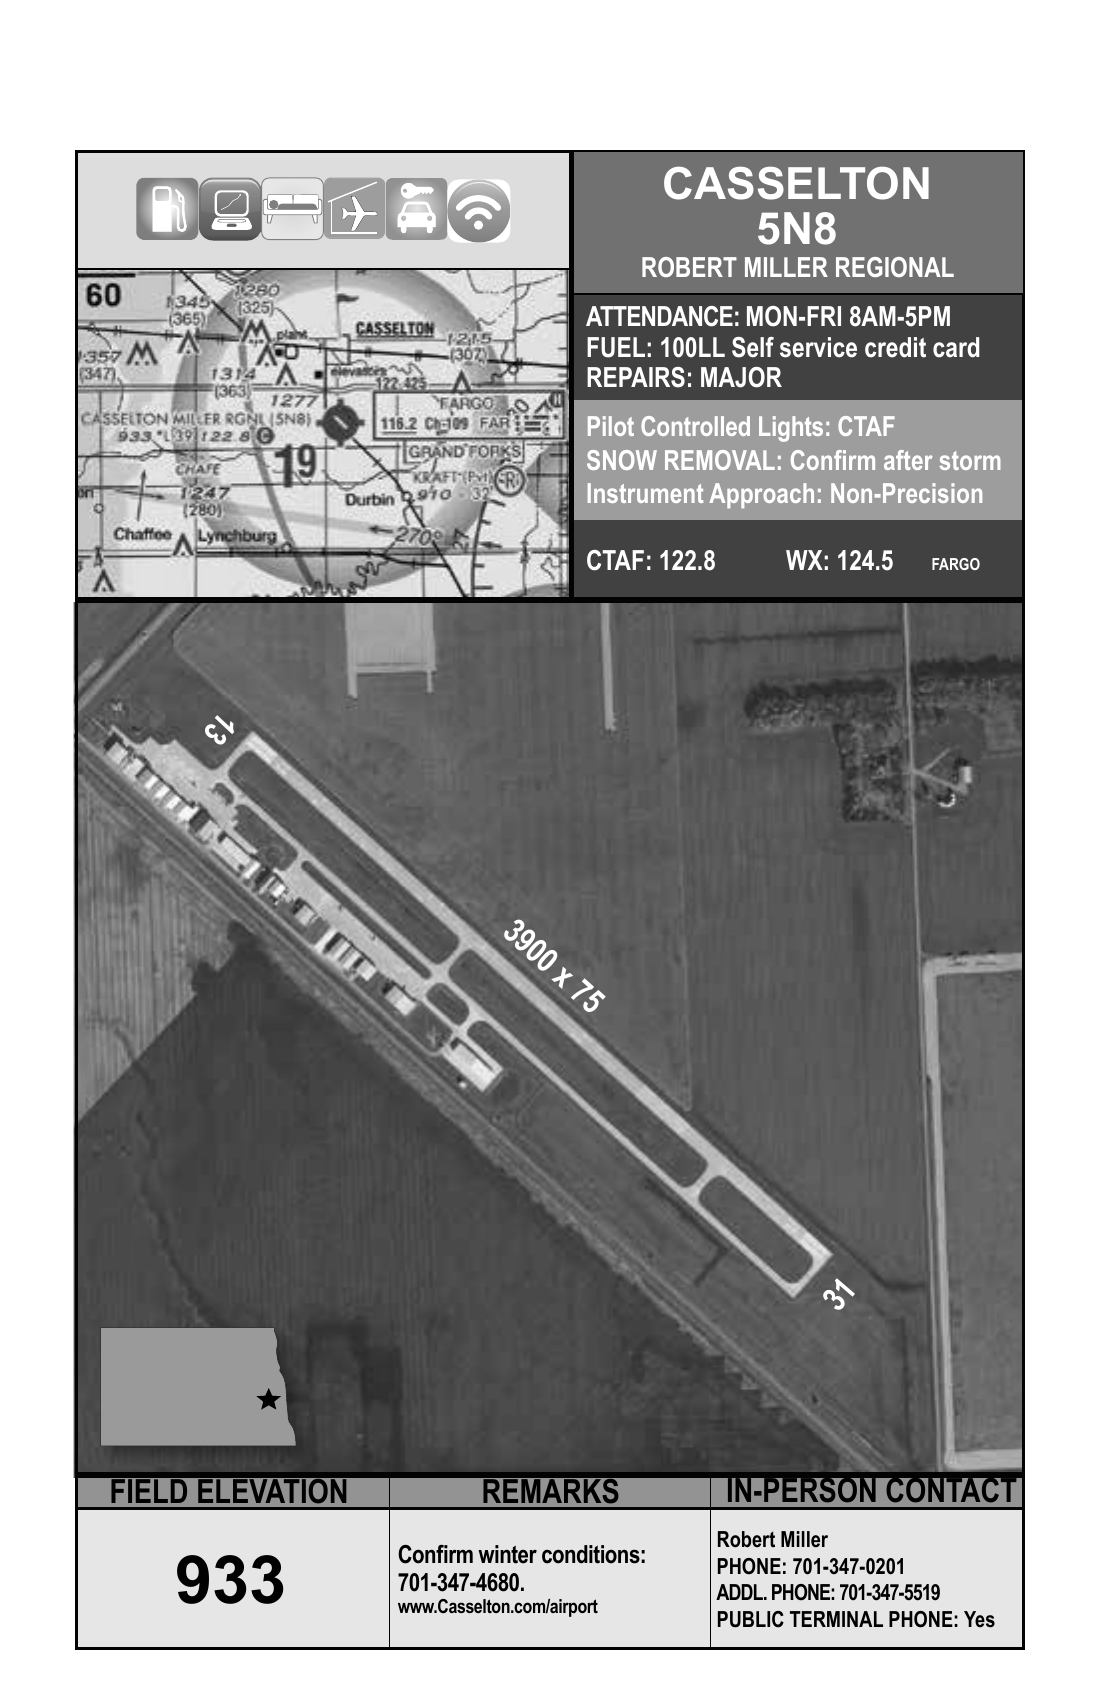 CASSELTON
5N8
ROBERT MILLER REGIONAL
ATTENDANCE: MON-FRI 8AM-5PM
FUEL: 100LL Self service credit card
REPAIRS: MAJOR
Pilot Controlled Lights: CTAF
SNOW REMOVAL: Confirm after storm
Instrument Approach: Non-Precision
CTAF: 122.8 WX: 124.5 FARGO
60
1345
(365)
1280
(325)
plant
CASSELTON
1215
(307)
1357
(347)
1314
(363)
elevators
122.425
1277
FARGO
CASSELTON MILLER RGNL (5N8)
933 *L 39 122.8 C
116.2 Ch 109 FAR
19
GRAND FORKS
CHAFE
KRAFT (Pvt)
910 32
R
1247
(280)
Durbin
Chaffee
Lynchburg
270°
13
3900 x 75
31
FIELD ELEVATION
933
REMARKS
Confirm winter conditions:
701-347-4680.
www.Casselton.com/airport
IN-PERSON CONTACT
Robert Miller
PHONE: 701-347-0201
ADDL. PHONE: 701-347-5519
PUBLIC TERMINAL PHONE: Yes